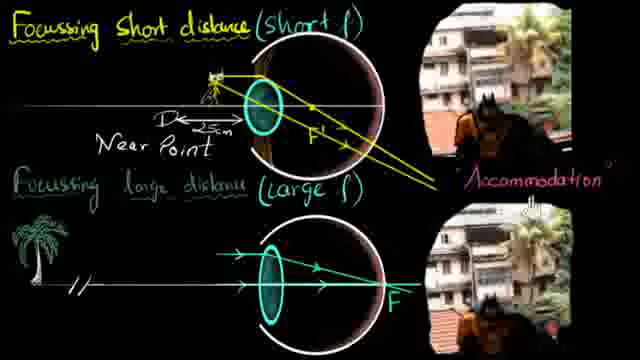 Focussing short distance (short f)
D 25cm
F'
Near Point
"Accommodation"
Focussing large distance (large f)
F